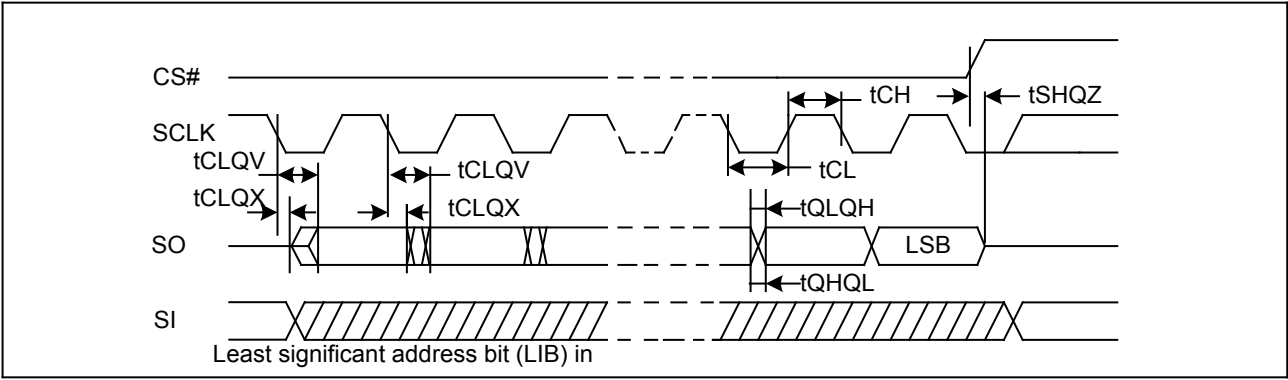 CS#
tCH
tSHQZ
SCLK
tCLQV
tCLQV
tCL
tCLQX
tCLQX
tQLQH
SO
LSB
tQHQL
SI
Least significant address bit (LIB) in